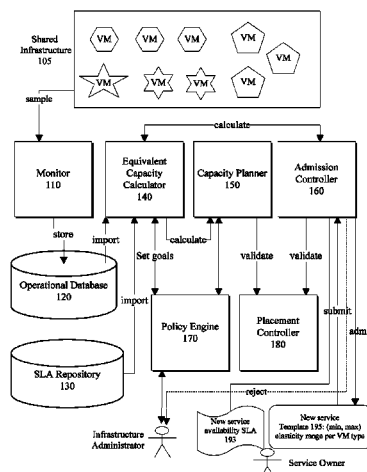 Shared
Infrastructure
105
VM
VM
VM
VM
VM
VM
VM
VM
VM
sample
calculate
Monitor
110
Equivalent
Capacity
Calculator
140
Capacity Planner
150
Admission
Controller
160
store
import
calculate
Set goals
validate
validate
Operational Database
120
import
submit
adm
Policy Engine
170
Placement
Controller
180
SLA Repository
130
reject
Infrastructure
Administrator
New service
availability SLA
193
New service
Template 195: (min, max)
elasticity range per VM type
Service Owner